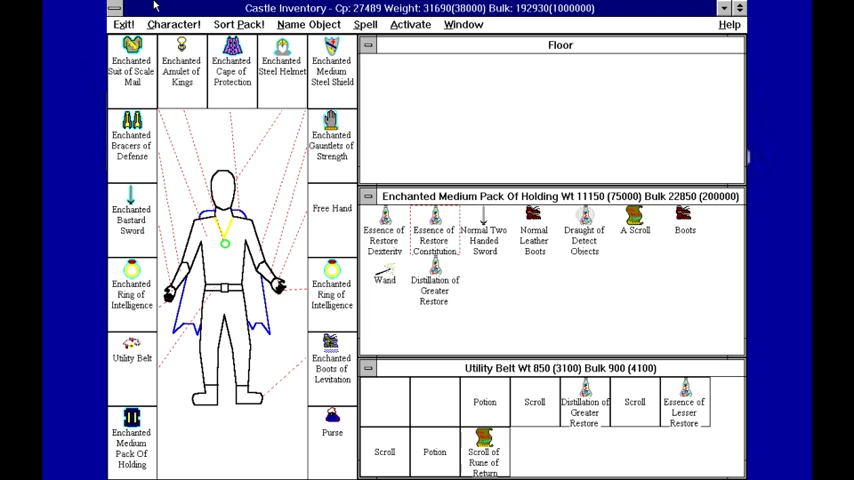 Castle Inventory - Cp: 27489 Weight: 31690(38000) Bulk: 192930(1000000)
Exit! Character! Sort Pack! Name Object Spell Activate Window Help
Enchanted
Suit of Scale
Mail
Enchanted
Amulet of
Kings
Enchanted
Cape of
Protection
Enchanted
Steel Helmet
Enchanted
Medium
Steel Shield
Floor
Enchanted
Bracers of
Defense
Enchanted
Gauntlets of
Strength
Enchanted
Bastard
Sword
Free Hand
Enchanted
Ring of
Intelligence
Enchanted
Ring of
Intelligence
Utility Belt
Enchanted
Boots of
Levitation
Enchanted
Medium
Pack Of
Holding
Purse
Enchanted Medium Pack Of Holding Wt 11150 (75000) Bulk 22850 (200000)
Essence of
Restore
Dexterity
Essence of
Restore
Constitution
Normal Two
Handed
Sword
Normal
Leather
Boots
Draught of
Detect
Objects
A Scroll
Boots
Wand
Distillation of
Greater
Restore
Utility Belt Wt 850 (3100) Bulk 900 (4100)
Potion
Scroll
Distillation of
Greater
Restore
Scroll
Essence of
Lesser
Restore
Scroll
Potion
Scroll of
Rune of
Return